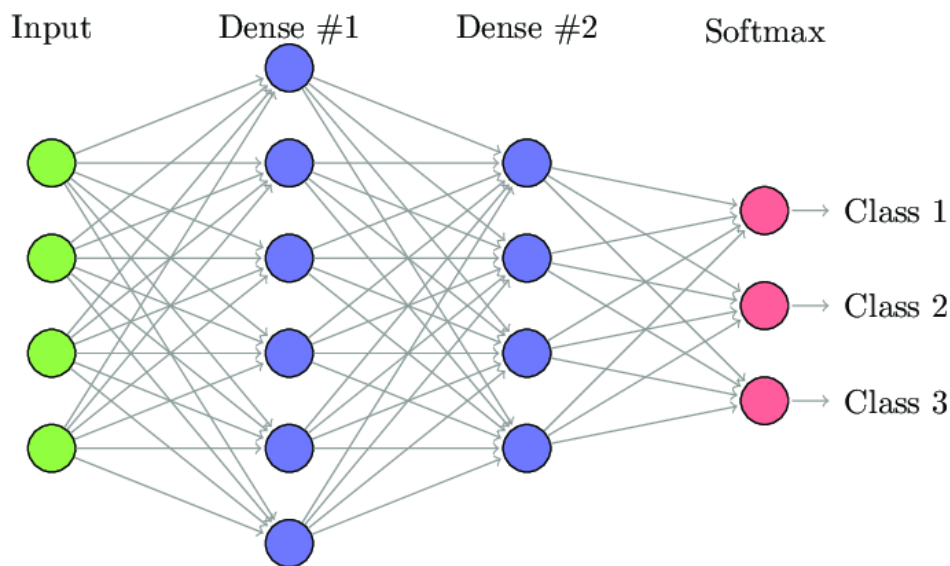 Input
Dense #1
Dense #2
Softmax
Class 1
Class 2
Class 3